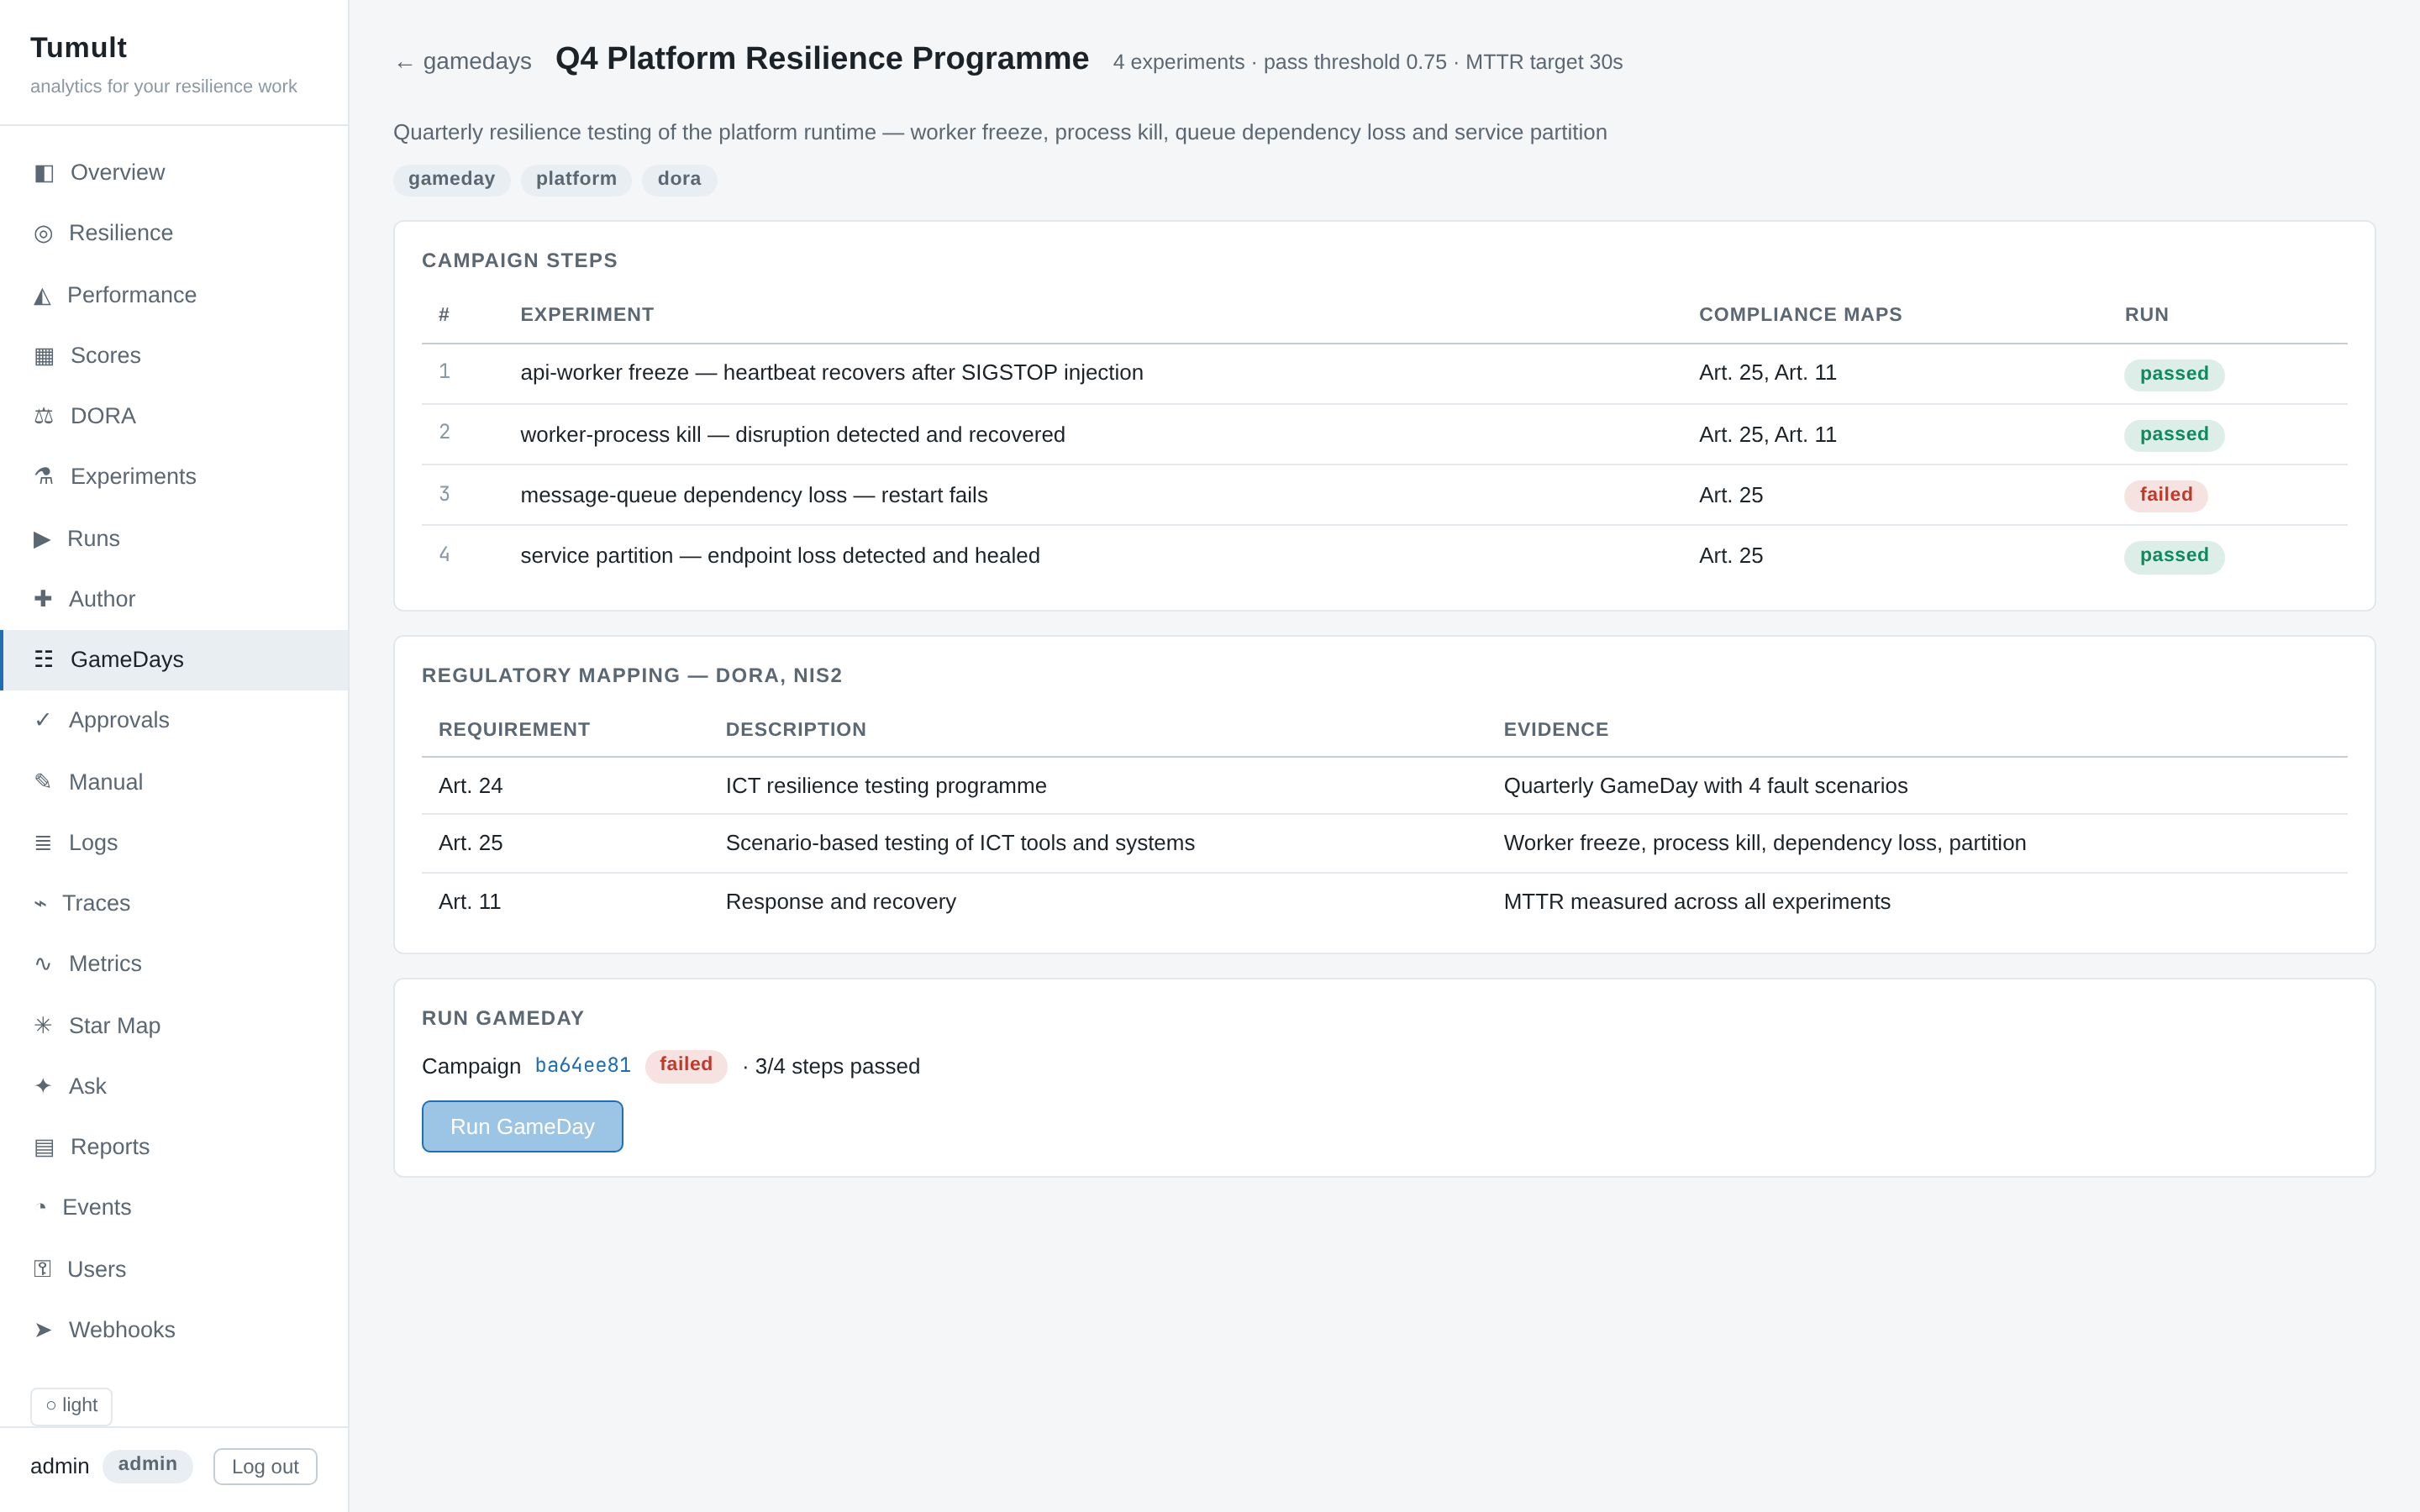 Tumult
analytics for your resilience work
Overview
Resilience
Performance
Scores
DORA
Experiments
Runs
Author
GameDays
Approvals
Manual
Logs
Traces
Metrics
Star Map
Ask
Reports
Events
Users
Webhooks
○ light
admin admin Log out
← gamedays Q4 Platform Resilience Programme 4 experiments · pass threshold 0.75 · MTTR target 30s
Quarterly resilience testing of the platform runtime — worker freeze, process kill, queue dependency loss and service partition
gameday platform dora
CAMPAIGN STEPS
# EXPERIMENT COMPLIANCE MAPS RUN
1 api-worker freeze — heartbeat recovers after SIGSTOP injection Art. 25, Art. 11 passed
2 worker-process kill — disruption detected and recovered Art. 25, Art. 11 passed
3 message-queue dependency loss — restart fails Art. 25 failed
4 service partition — endpoint loss detected and healed Art. 25 passed
REGULATORY MAPPING — DORA, NIS2
REQUIREMENT DESCRIPTION EVIDENCE
Art. 24 ICT resilience testing programme Quarterly GameDay with 4 fault scenarios
Art. 25 Scenario-based testing of ICT tools and systems Worker freeze, process kill, dependency loss, partition
Art. 11 Response and recovery MTTR measured across all experiments
RUN GAMEDAY
Campaign ba64ee81 failed · 3/4 steps passed
Run GameDay